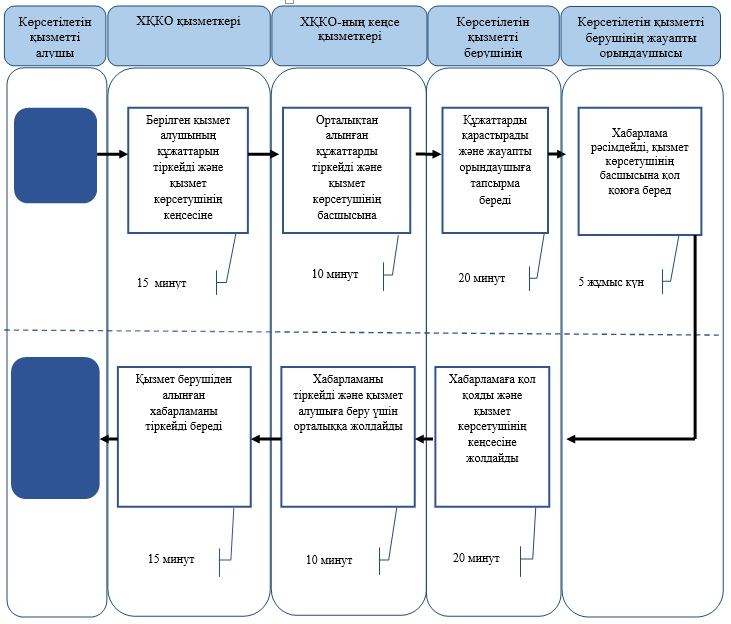 Көрсетілетін
қызметті
алушы
ХҚКО қызметкері
ХҚКО-ның кеңсе
қызметкері
Көрсетілетін
қызметті
берушінің
Көрсетілетін қызметті
берушінің жауапты
орындаушысы
Берілген қызмет
алушының
құжаттарын
тіркейді және
қызмет
көрсетушінің
кеңсесіне
Орталықтан
алынған
құжаттарды
тіркейді және
қызмет
көрсетушінің
басшысына
Құжаттарды
қарастырады
және жауапты
орындаушыға
тапсырма
береді
Хабарлама
рәсімдейді, қызмет
көрсетушінің
басшысына қол
қоюға беред
15 минут
10 минут
20 минут
5 жұмыс күн
Қызмет берушіден
алынған
хабарламаны
тіркейді береді
Хабарламаны
тіркейді және қызмет
алушыға беру үшін
орталыққа жолдайды
Хабарламаға қол
қояды және
қызмет
көрсетушінің
кеңсесіне
жолдайды
15 минут
10 минут
20 минут